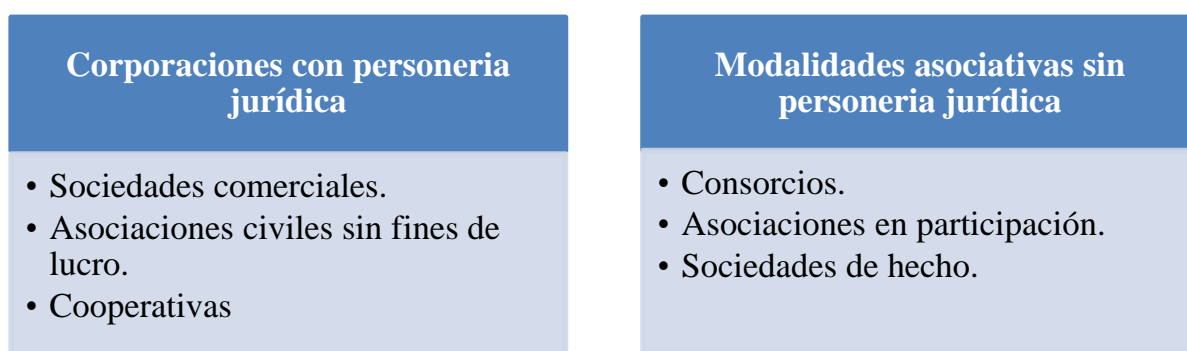 Corporaciones con personeria
jurídica
• Sociedades comerciales.
• Asociaciones civiles sin fines de
lucro.
• Cooperativas
Modalidades asociativas sin
personeria jurídica
• Consorcios.
• Asociaciones en participación.
• Sociedades de hecho.